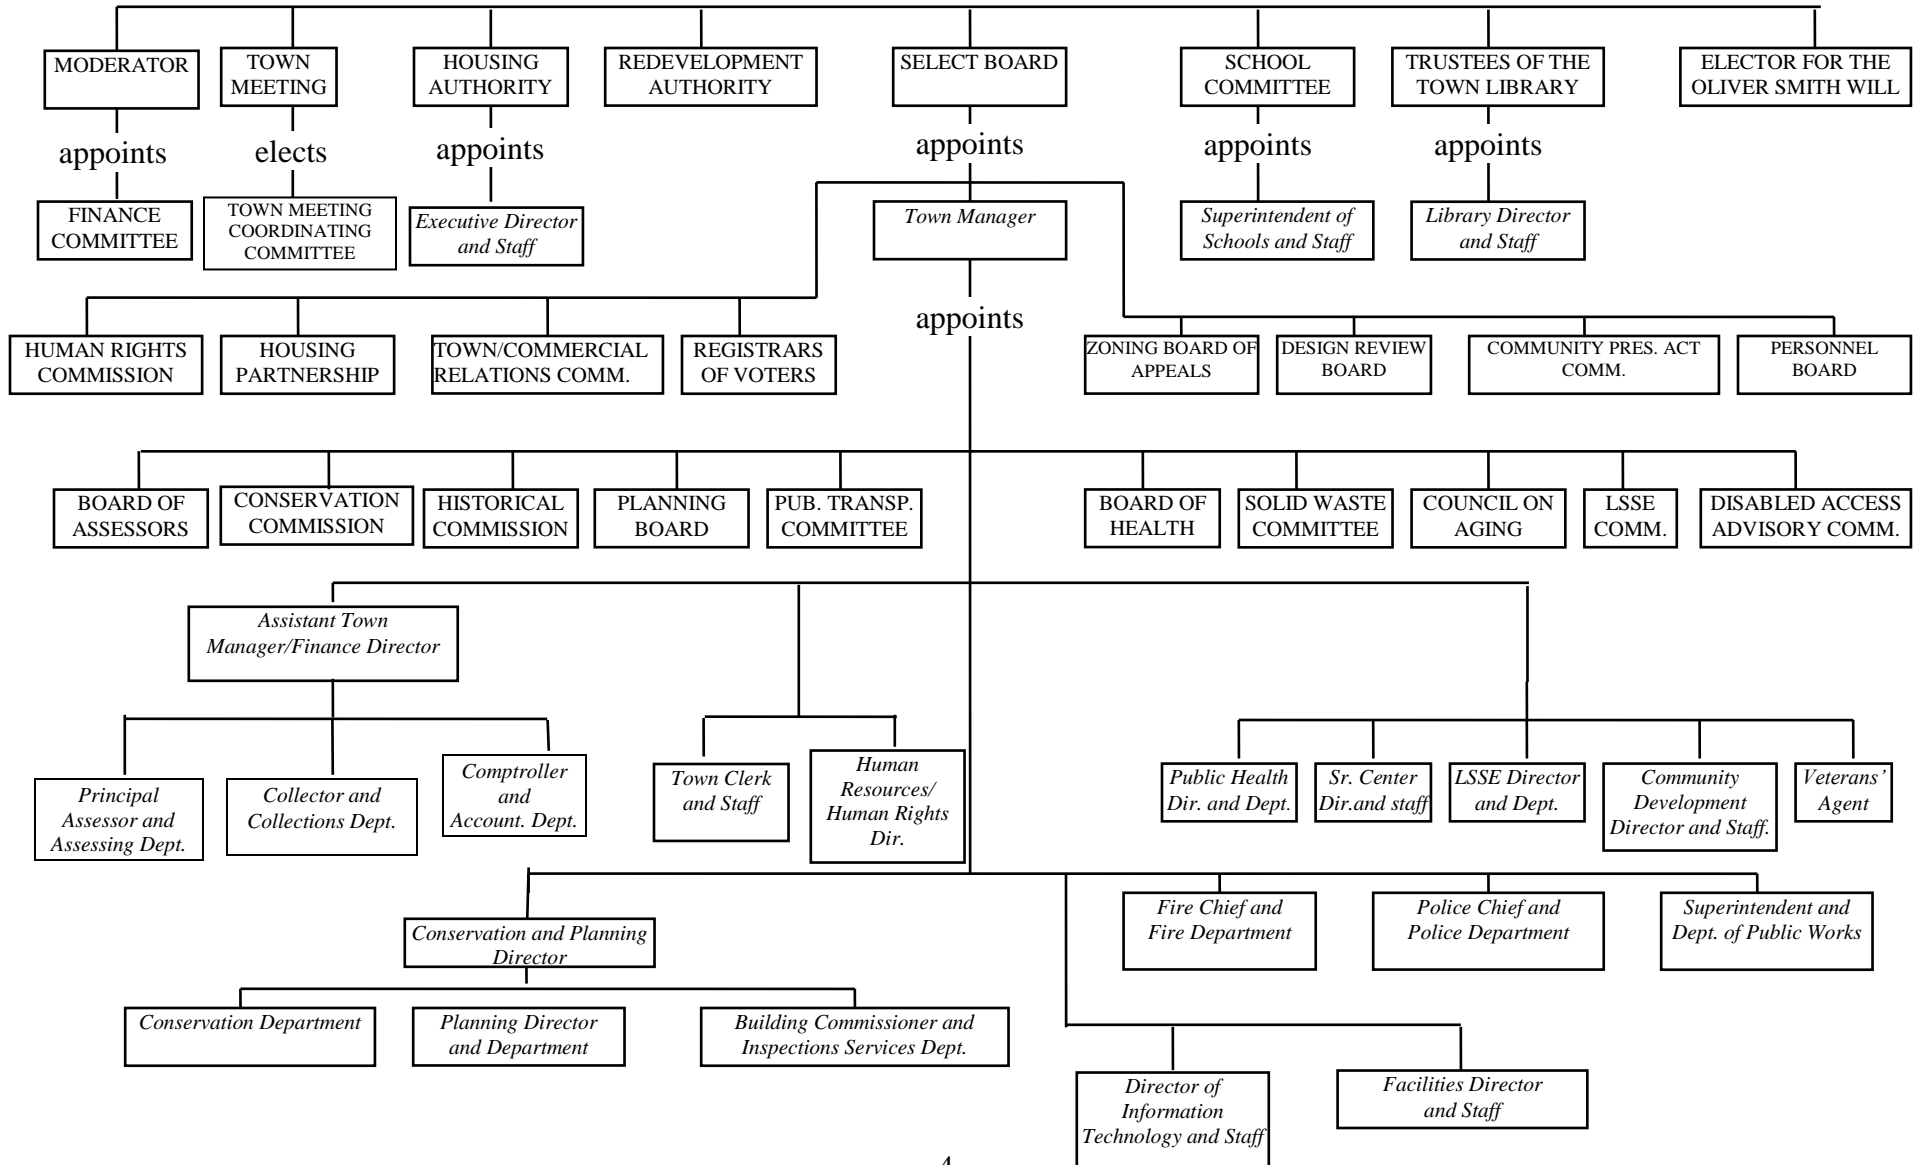 MODERATOR
TOWN
MEETING
HOUSING
AUTHORITY
REDEVELOPMENT
AUTHORITY
SELECT BOARD
SCHOOL
COMMITTEE
TRUSTEES OF THE
TOWN LIBRARY
ELECTOR FOR THE
OLIVER SMITH WILL
appoints
elects
appoints
appoints
appoints
appoints
FINANCE
COMMITTEE
TOWN MEETING
COORDINATING
COMMITTEE
Executive Director
and Staff
Town Manager
Superintendent of
Schools and Staff
Library Director
and Staff
appoints
HUMAN RIGHTS
COMMISSION
HOUSING
PARTNERSHIP
TOWN/COMMERCIAL
RELATIONS COMM.
REGISTRARS
OF VOTERS
ZONING BOARD OF
APPEALS
DESIGN REVIEW
BOARD
COMMUNITY PRES. ACT
COMM.
PERSONNEL
BOARD
BOARD OF
ASSESSORS
CONSERVATION
COMMISSION
HISTORICAL
COMMISSION
PLANNING
BOARD
PUB. TRANSP.
COMMITTEE
BOARD OF
HEALTH
SOLID WASTE
COMMITTEE
COUNCIL ON
AGING
LSSE
COMM.
DISABLED ACCESS
ADVISORY COMM.
Assistant Town
Manager/Finance Director
Principal
Assessor and
Assessing Dept.
Collector and
Collections Dept.
Comptroller
and
Account. Dept.
Town Clerk
and Staff
Human
Resources/
Human Rights
Dir.
Public Health
Dir. and Dept.
Sr. Center
Dir.and staff
LSSE Director
and Dept.
Community
Development
Director and Staff.
Veterans’
Agent
Conservation and Planning
Director
Fire Chief and
Fire Department
Police Chief and
Police Department
Superintendent and
Dept. of Public Works
Conservation Department
Planning Director
and Department
Building Commissioner and
Inspections Services Dept.
Director of
Information
Technology and Staff
Facilities Director
and Staff
4